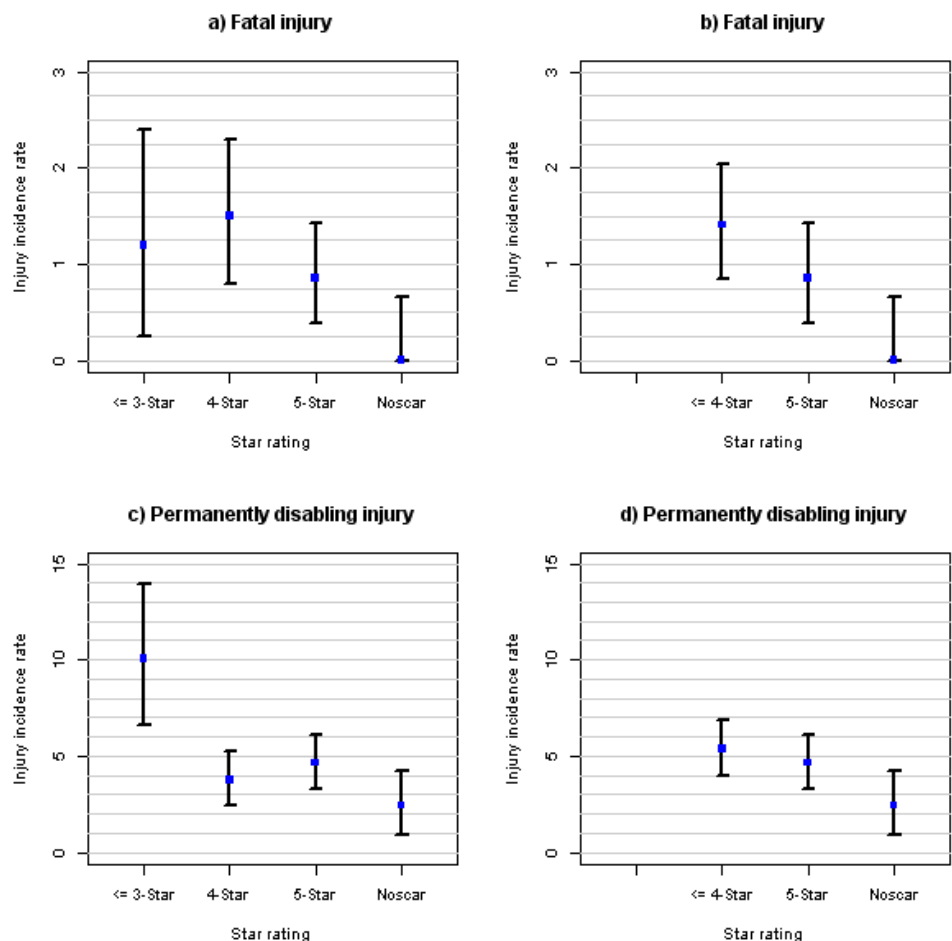 a) Fatal injury
Injury incidence rate
3
2
1
0
<= 3-Star 4-Star 5-Star Noscar
Star rating
b) Fatal injury
Injury incidence rate
3
2
1
0
<= 4-Star 5-Star Noscar
Star rating
c) Permanently disabling injury
Injury incidence rate
15
10
5
0
<= 3-Star 4-Star 5-Star Noscar
Star rating
d) Permanently disabling injury
Injury incidence rate
15
10
5
0
<= 4-Star 5-Star Noscar
Star rating